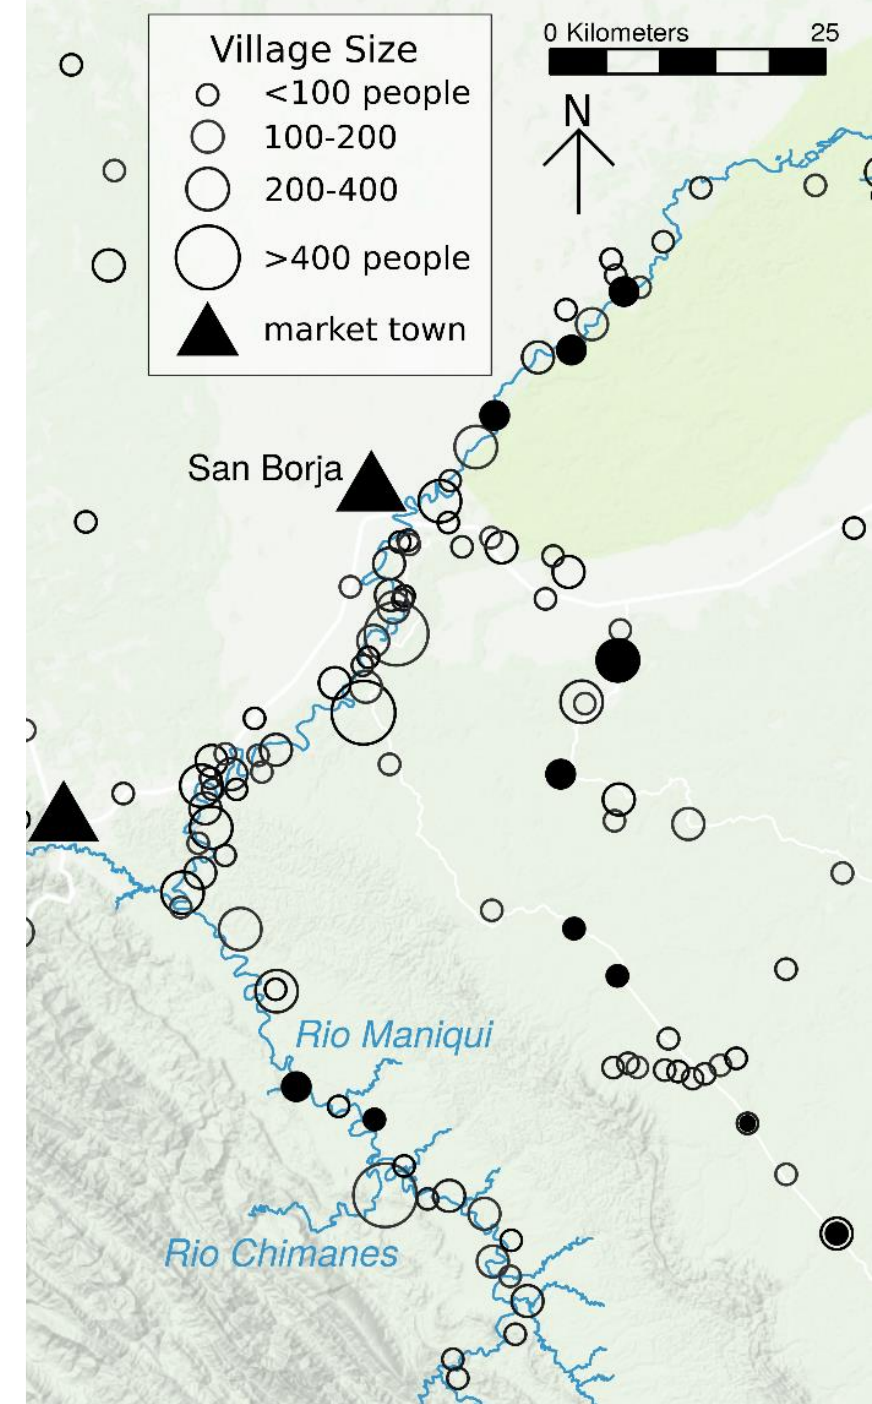 Village Size
<100 people
100-200
200-400
>400 people
market town
0 Kilometers 25
N
San Borja
Rio Maniqui
Rio Chimanes